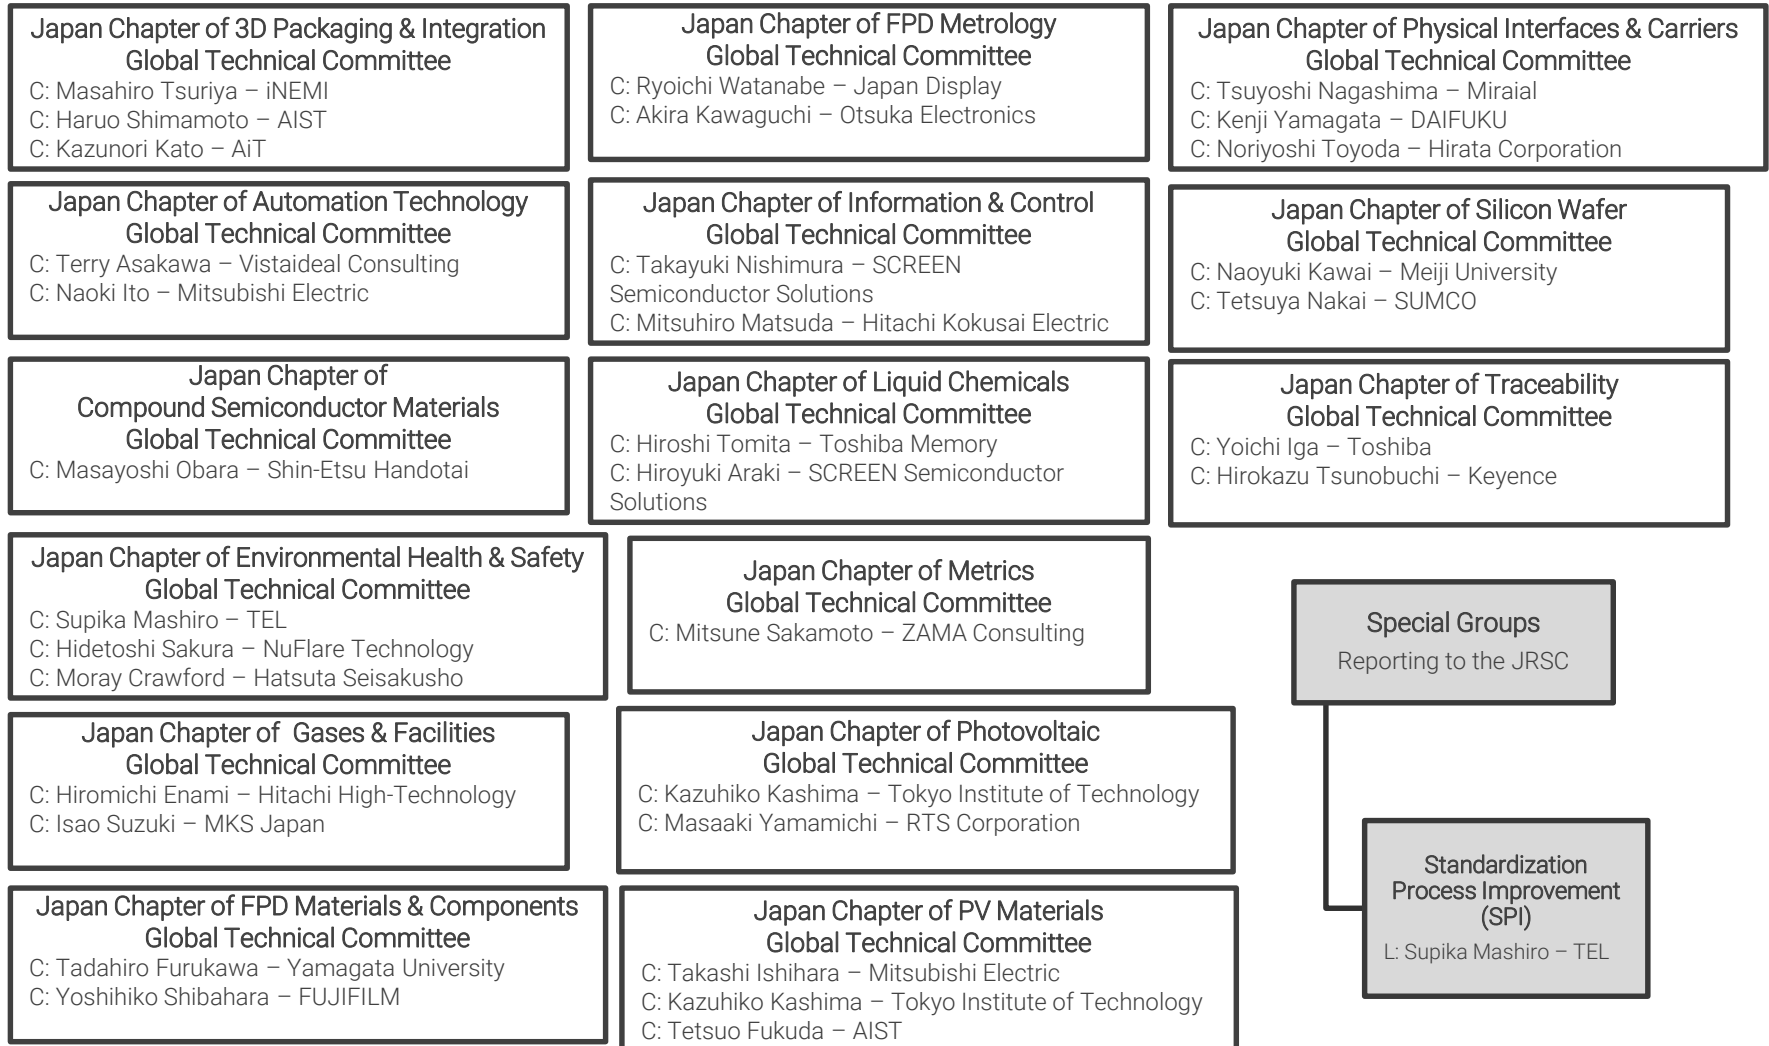 Japan Chapter of 3D Packaging & Integration
Global Technical Committee
C: Masahiro Tsuriya – iNEMI
C: Haruo Shimamoto – AIST
C: Kazunori Kato – AiT
Japan Chapter of Automation Technology
Global Technical Committee
C: Terry Asakawa – Vistaideal Consulting
C: Naoki Ito – Mitsubishi Electric
Japan Chapter of
Compound Semiconductor Materials
Global Technical Committee
C: Masayoshi Obara – Shin-Etsu Handotai
Japan Chapter of Environmental Health & Safety
Global Technical Committee
C: Supika Mashiro – TEL
C: Hidetoshi Sakura – NuFlare Technology
C: Moray Crawford – Hatsuta Seisakusho
Japan Chapter of Gases & Facilities
Global Technical Committee
C: Hiromichi Enami – Hitachi High-Technology
C: Isao Suzuki – MKS Japan
Japan Chapter of FPD Materials & Components
Global Technical Committee
C: Tadahiro Furukawa – Yamagata University
C: Yoshihiko Shibahara – FUJIFILM
Japan Chapter of FPD Metrology
Global Technical Committee
C: Ryoichi Watanabe – Japan Display
C: Akira Kawaguchi – Otsuka Electronics
Japan Chapter of Information & Control
Global Technical Committee
C: Takayuki Nishimura – SCREEN
Semiconductor Solutions
C: Mitsuhiro Matsuda – Hitachi Kokusai Electric
Japan Chapter of Liquid Chemicals
Global Technical Committee
C: Hiroshi Tomita – Toshiba Memory
C: Hiroyuki Araki – SCREEN Semiconductor
Solutions
Japan Chapter of Metrics
Global Technical Committee
C: Mitsune Sakamoto – ZAMA Consulting
Japan Chapter of Photovoltaic
Global Technical Committee
C: Kazuhiko Kashima – Tokyo Institute of Technology
C: Masaaki Yamamichi – RTS Corporation
Japan Chapter of PV Materials
Global Technical Committee
C: Takashi Ishihara – Mitsubishi Electric
C: Kazuhiko Kashima – Tokyo Institute of Technology
C: Tetsuo Fukuda – AIST
Japan Chapter of Physical Interfaces & Carriers
Global Technical Committee
C: Tsuyoshi Nagashima – Miraial
C: Kenji Yamagata – DAIFUKU
C: Noriyoshi Toyoda – Hirata Corporation
Japan Chapter of Silicon Wafer
Global Technical Committee
C: Naoyuki Kawai – Meiji University
C: Tetsuya Nakai – SUMCO
Japan Chapter of Traceability
Global Technical Committee
C: Yoichi Iga – Toshiba
C: Hirokazu Tsunobuchi – Keyence
Special Groups
Reporting to the JRSC
Standardization
Process Improvement
(SPI)
L: Supika Mashiro – TEL